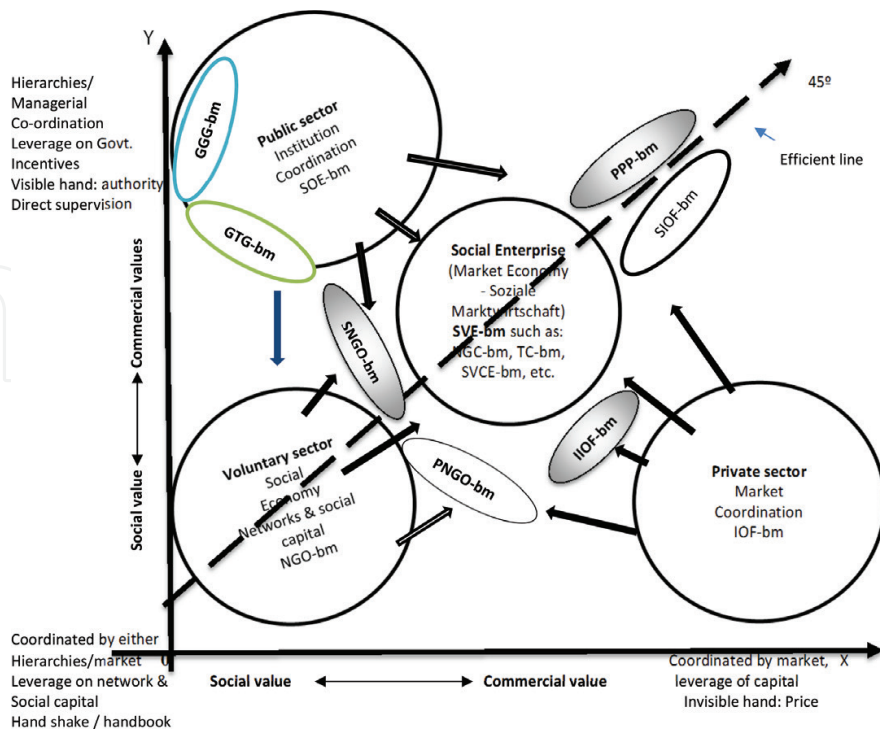 Y
Hierarchies/
Managerial
Co-ordination
Leverage on Govt.
Incentives
Visible hand: authority
Direct supervision
GGG-bm
Public sector
Institution
Coordination
SOE-bm
GTG-bm
PPP-bm
SIOF-bm
45º
Efficient line
Social Enterprise
(Market Economy
- Soziale
Marktwirtschaft)
SVE-bm such as:
NGC-bm, TC-bm,
SVCE-bm, etc.
SNGO-bm
Commercial values
Social value
Voluntary sector
Social
Economy
Networks & social
capital
NGO-bm
PNGO-bm
IIOF-bm
Private sector
Market
Coordination
IOF-bm
Coordinated by either
Hierarchies/market 0
Leverage on network &
Social capital
Hand shake / handbook
Social value
Commercial value
Coordinated by market, X
leverage of capital
Invisible hand: Price